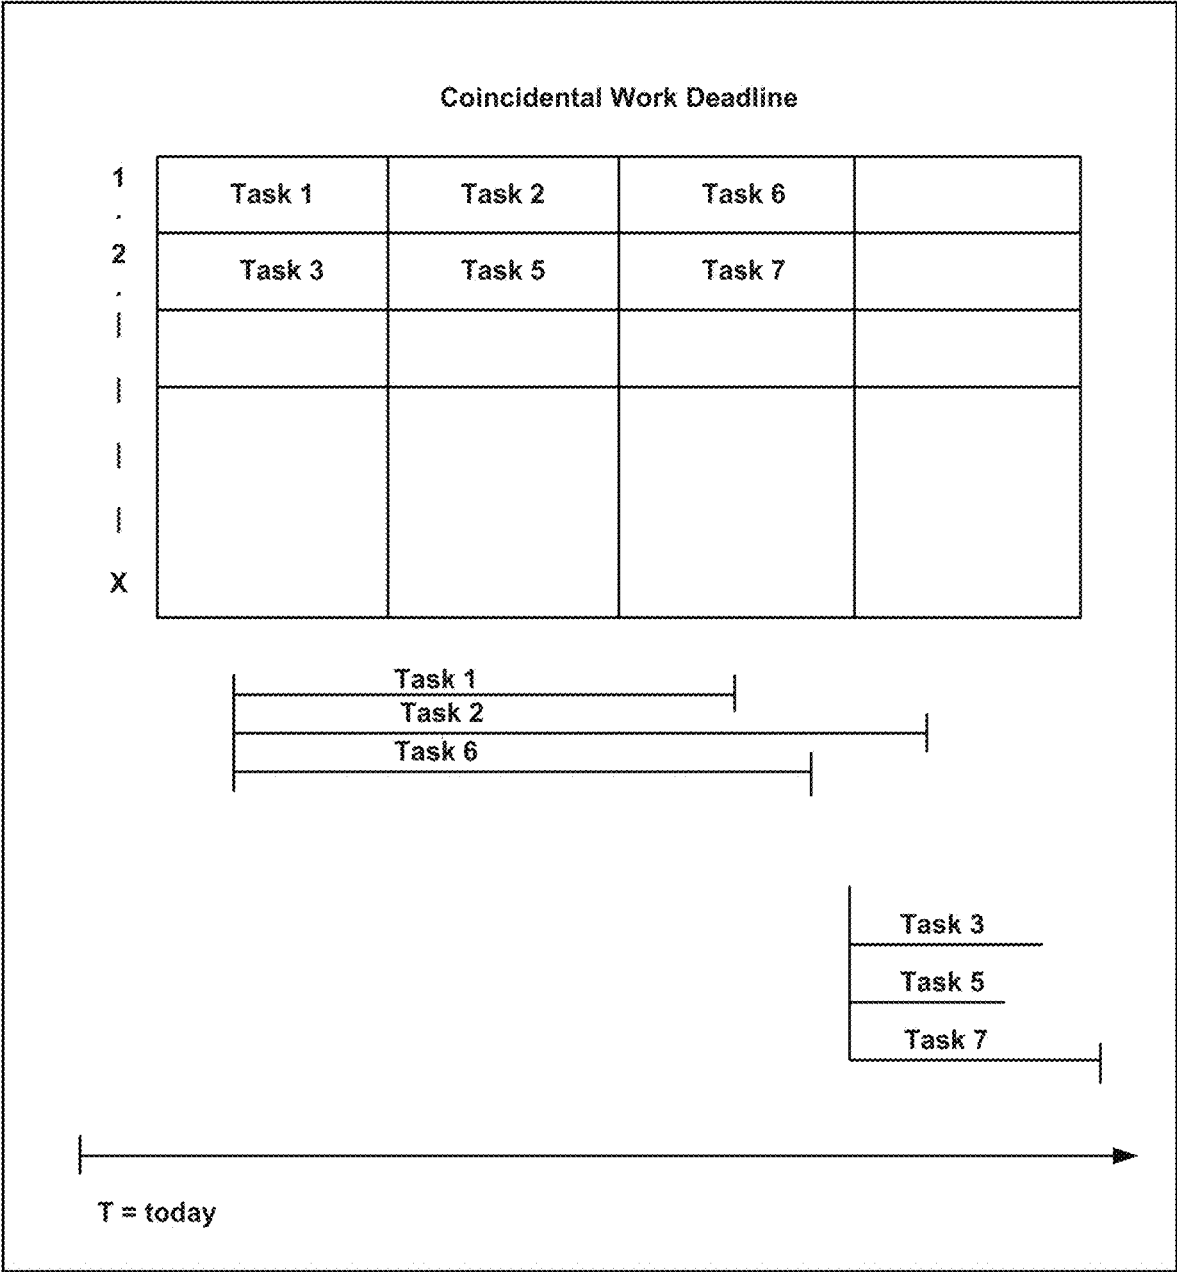 Coincidental Work Deadline
1 Task 1 Task 2 Task 6
.
2 Task 3 Task 5 Task 7
.
|
|
|
|
X
Task 1
Task 2
Task 6
Task 3
Task 5
Task 7
T = today